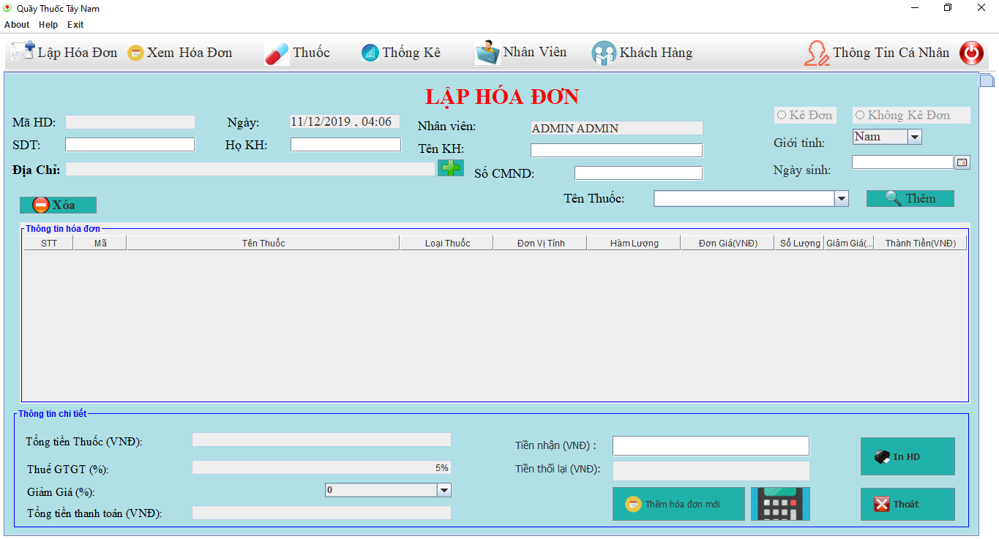 Quầy Thuốc Tây Nam
About Help Exit
Lập Hóa Đơn Xem Hóa Đơn Thuốc Thống Kê Nhân Viên Khách Hàng Thông Tin Cá Nhân
LẬP HÓA ĐƠN
Mã HD: Ngày: 11/12/2019 , 04:06 Nhân viên: ADMIN ADMIN Kê Đơn Không Kê Đơn
SDT: Họ KH: Tên KH: Giới tính: Nam
Địa Chỉ: Số CMND: Ngày sinh:
Xóa Tên Thuốc: Thêm
Thông tin hóa đơn
STT Mã Tên Thuốc Loại Thuốc Đơn Vị Tính Hàm Lượng Đơn Giá(VNĐ) Số Lượng Giảm Giá(... Thành Tiền(VNĐ)
Thông tin chi tiết
Tổng tiền Thuốc (VNĐ): Tiền nhận (VNĐ) : In HD
Thuế GTGT (%): 5% Tiền thối lại (VNĐ):
Giảm Giá (%): 0
Tổng tiền thanh toán (VNĐ): Thêm hóa đơn mới Thoát